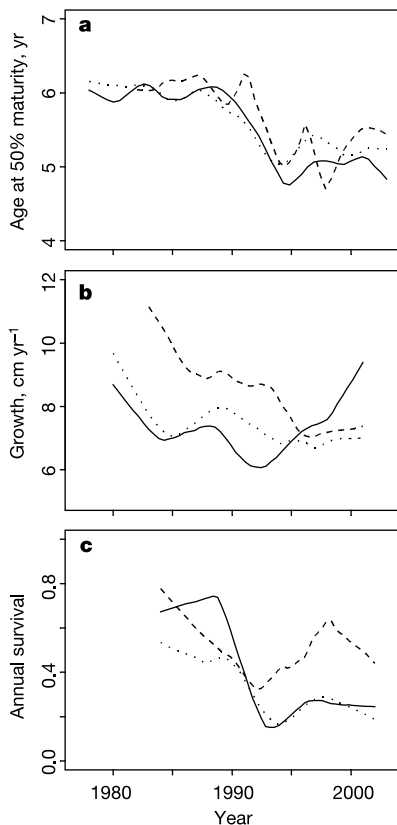 a
Age at 50% maturity, yr
7
6
5
4
b
Growth, cm yr⁻¹
12
10
8
6
c
Annual survival
0.8
0.4
0.0
1980 1990 2000
Year